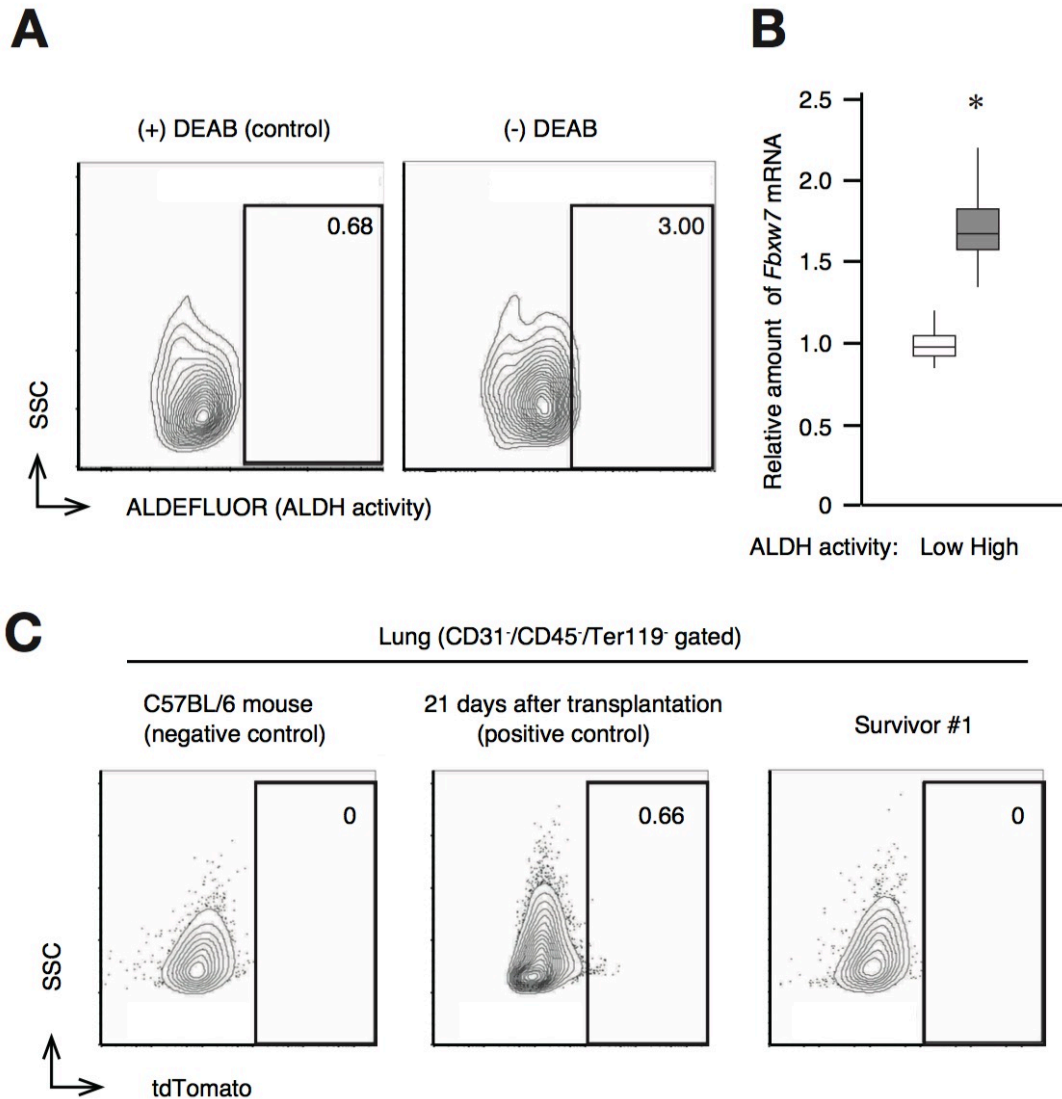 A
(+) DEAB (control)
(-) DEAB
0.68
3.00
SSC
ALDEFLUOR (ALDH activity)
B
Relative amount of Fbxw7 mRNA
2.5
2.0
1.5
1.0
0.5
0
*
ALDH activity: Low High
C
Lung (CD31⁻/CD45⁻/Ter119⁻ gated)
C57BL/6 mouse
(negative control)
21 days after transplantation
(positive control)
Survivor #1
0
0.66
0
SSC
tdTomato